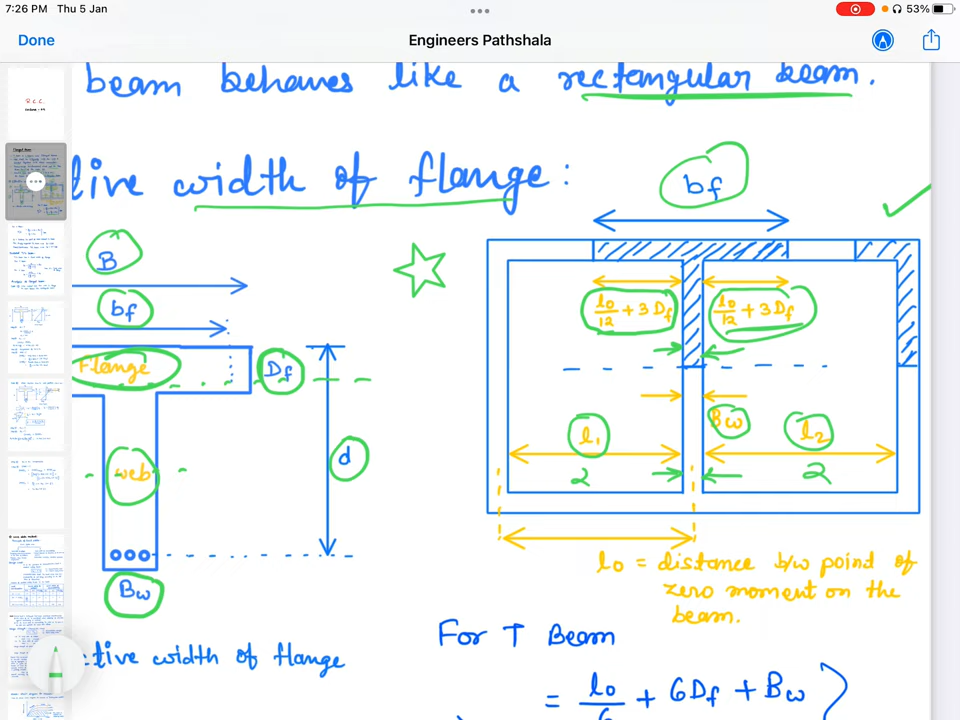 7:26 PM Thu 5 Jan
53%
Done
Engineers Pathshala
beam behaves like a rectangular beam.
tive width of flange :
bf
B
bf
Flange
Df
l0/12 + 3Df
l0/12 + 3Df
web
d
Bw
l1
l2
2
2
Bw
l0 = distance b/w point of
zero moment on the
beam.
For T Beam
ctive width of flange
= l0/6 + 6Df + Bw